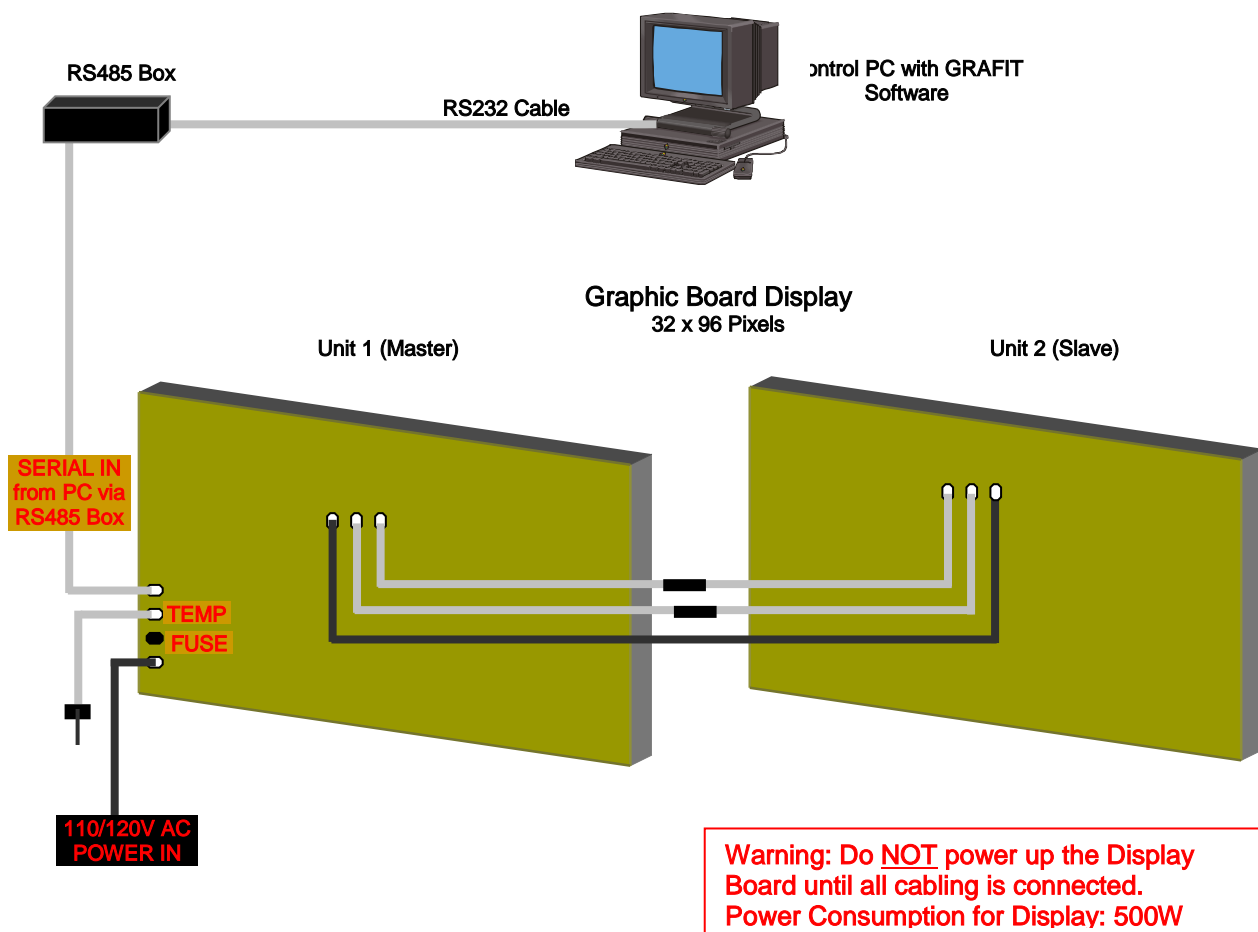 RS485 Box
RS232 Cable
ontrol PC with GRAFIT
Software
Graphic Board Display
32 x 96 Pixels
Unit 1 (Master)
Unit 2 (Slave)
SERIAL IN
from PC via
RS485 Box
TEMP
FUSE
110/120V AC
POWER IN
Warning: Do NOT power up the Display
Board until all cabling is connected.
Power Consumption for Display: 500W